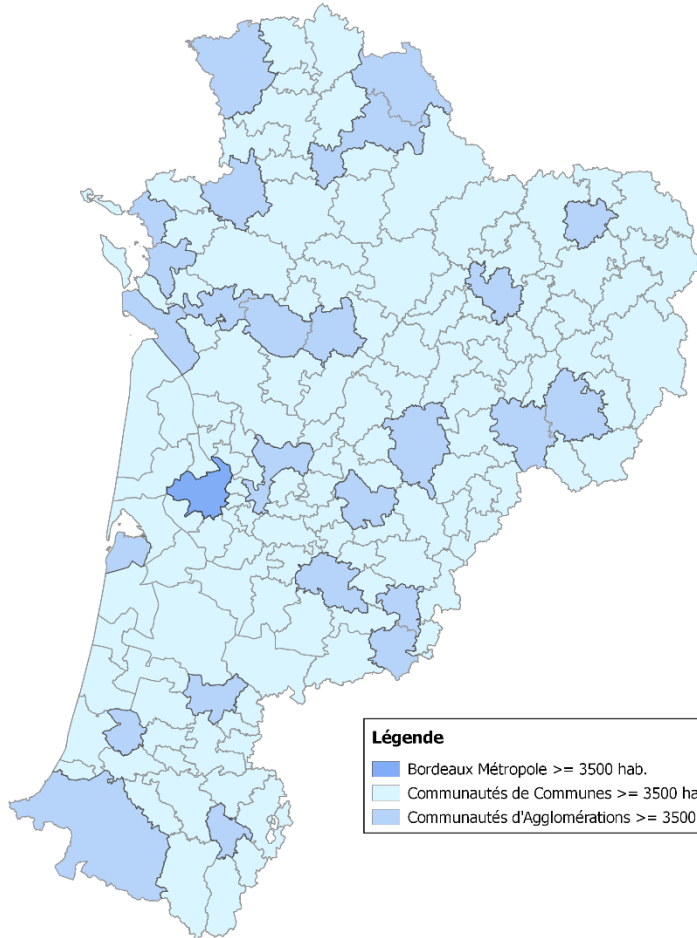 Légende
Bordeaux Métropole >= 3500 hab.
Communautés de Communes >= 3500 ha
Communautés d'Agglomérations >= 3500